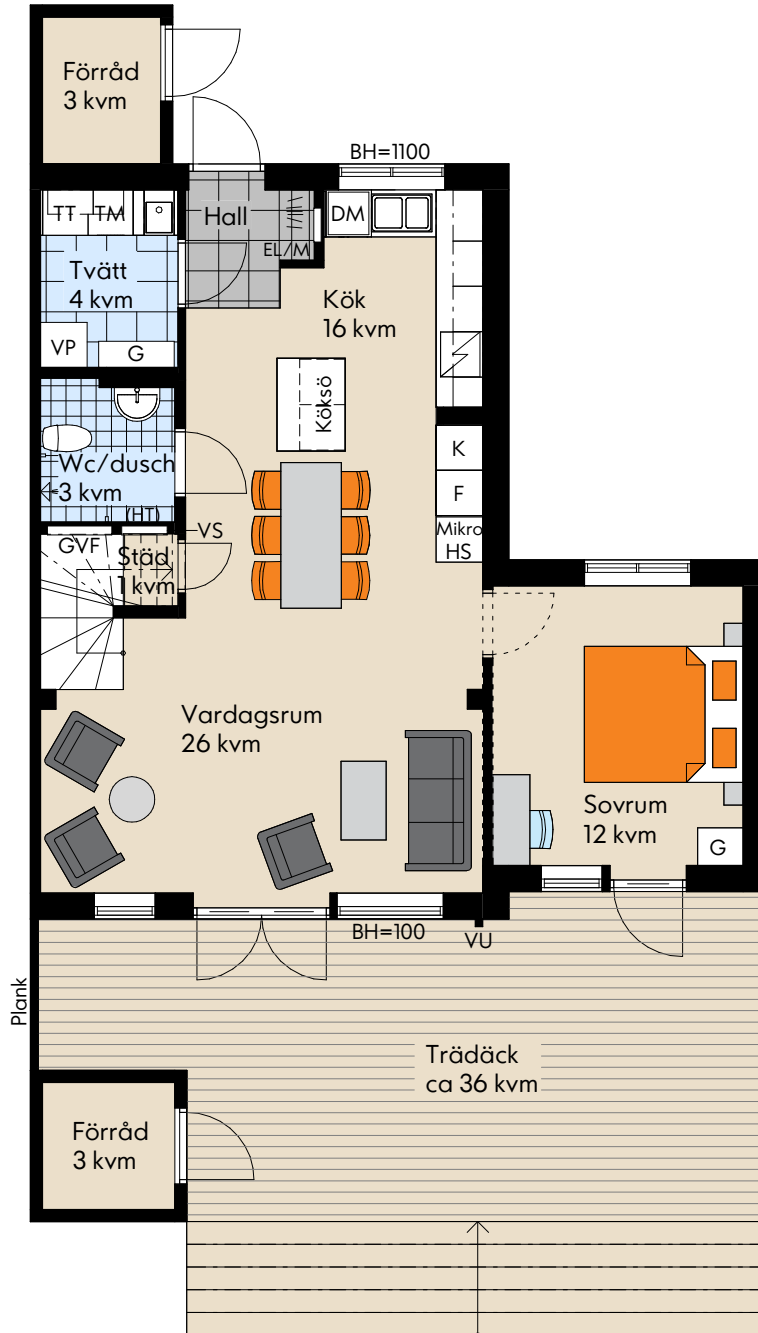 Förråd
3 kvm
BH=1100
TT
TM
Hall
DM
EL/M
Tvätt
4 kvm
Kök
16 kvm
VP
G
Köksö
K
Wc/dusch
3 kvm
F
(HT)
VS
Mikro
HS
GVF
Städ
1 kvm
Vardagsrum
26 kvm
Sovrum
12 kvm
G
BH=100
VU
Plank
Trädäck
ca 36 kvm
Förråd
3 kvm